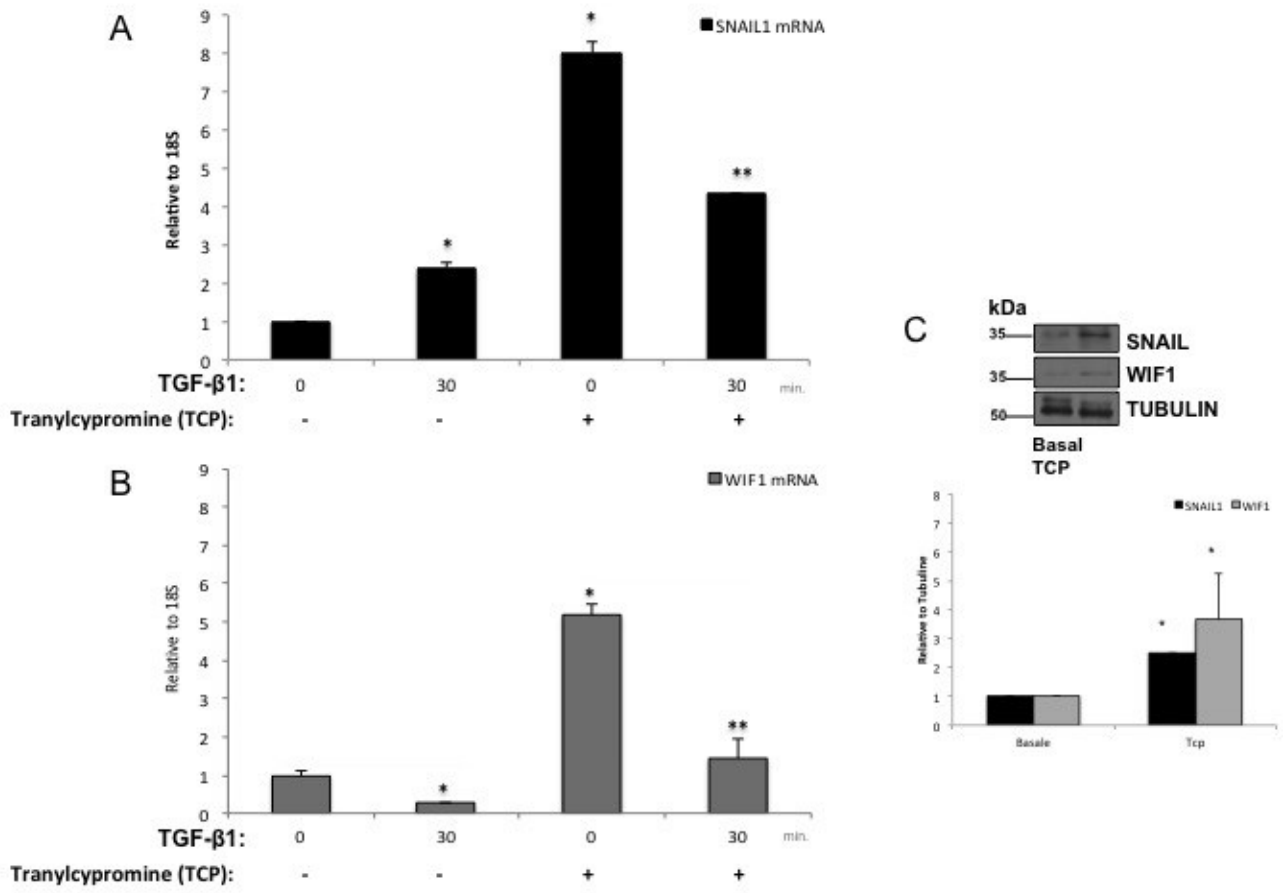 A
SNAIL1 mRNA
Relative to 18S
9
8
7
6
5
4
3
2
1
0
*
*
*
**
TGF-β1: 0 30 0 30 min.
Tranylcypromine (TCP): - - + +
B
WIF1 mRNA
Relative to 18S
9
8
7
6
5
4
3
2
1
0
*
*
*
**
TGF-β1: 0 30 0 30 min.
Tranylcypromine (TCP): - - + +
C
kDa
35 SNAIL
35 WIF1
50 TUBULIN
Basal
TCP
SNAIL1 WIF1
Relative to Tubuline
8
7
6
5
4
3
2
1
0
*
*
Basale Tcp